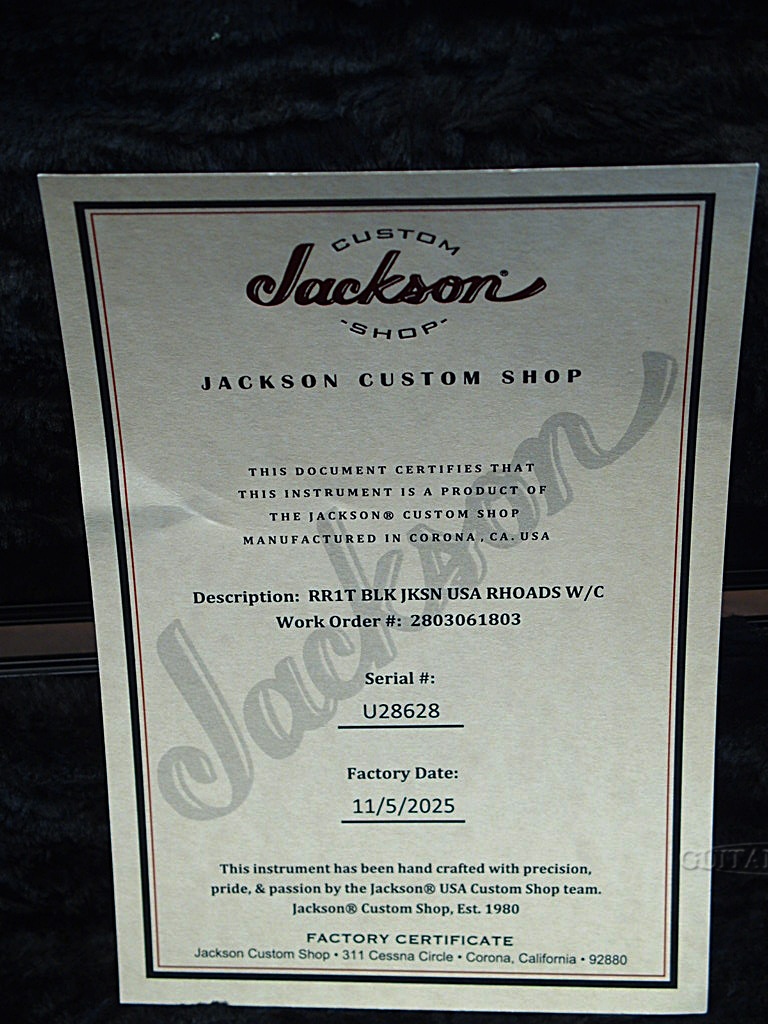 CUSTOM
Jackson®
-SHOP-
JACKSON CUSTOM SHOP
Jackson
THIS DOCUMENT CERTIFIES THAT
THIS INSTRUMENT IS A PRODUCT OF
THE JACKSON® CUSTOM SHOP
MANUFACTURED IN CORONA, CA. USA
Description: RR1T BLK JKSN USA RHOADS W/C
Work Order #: 2803061803
Serial #:
U28628
Factory Date:
11/5/2025
This instrument has been hand crafted with precision,
pride, & passion by the Jackson® USA Custom Shop team.
Jackson® Custom Shop, Est. 1980
FACTORY CERTIFICATE
Jackson Custom Shop • 311 Cessna Circle • Corona, California • 92880